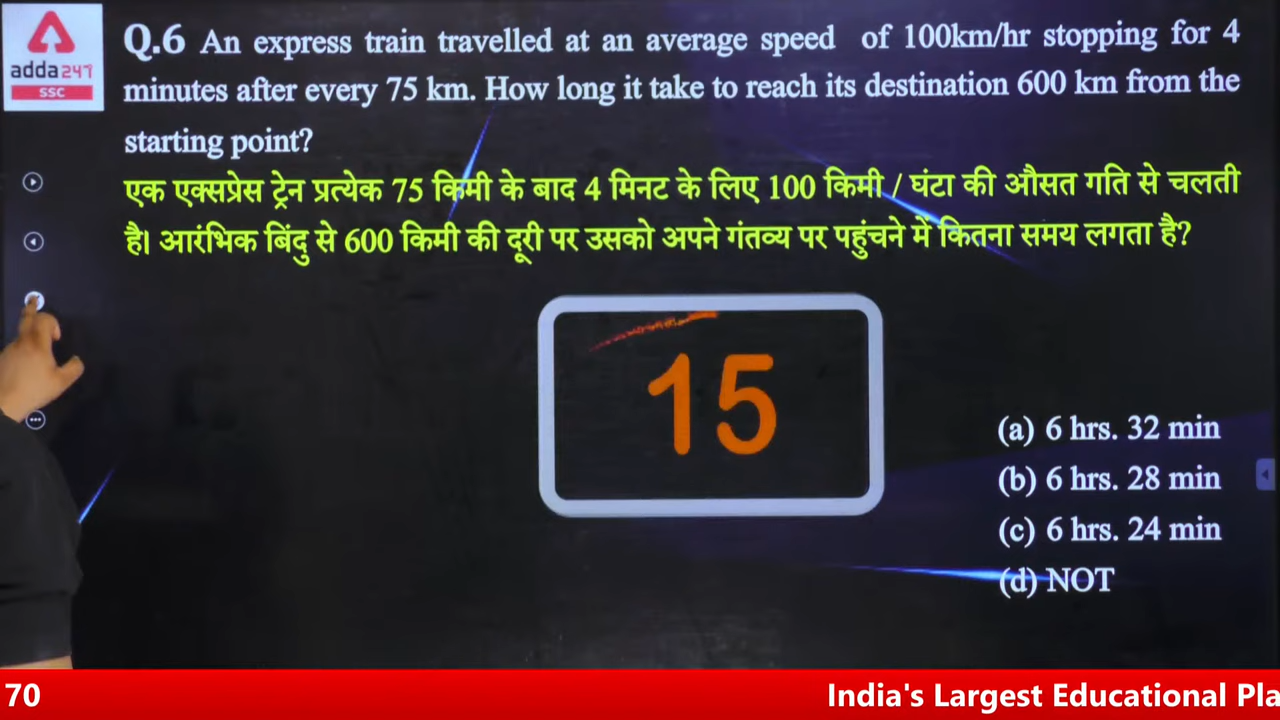 adda247
SSC
Q.6 An express train travelled at an average speed of 100km/hr stopping for 4
minutes after every 75 km. How long it take to reach its destination 600 km from the
starting point?
एक एक्सप्रेस ट्रेन प्रत्येक 75 किमी के बाद 4 मिनट के लिए 100 किमी / घंटा की औसत गति से चलती
है। आरंभिक बिंदु से 600 किमी की दूरी पर उसको अपने गंतव्य पर पहुंचने में कितना समय लगता है?
15
(a) 6 hrs. 32 min
(b) 6 hrs. 28 min
(c) 6 hrs. 24 min
(d) NOT
70
India's Largest Educational Pla